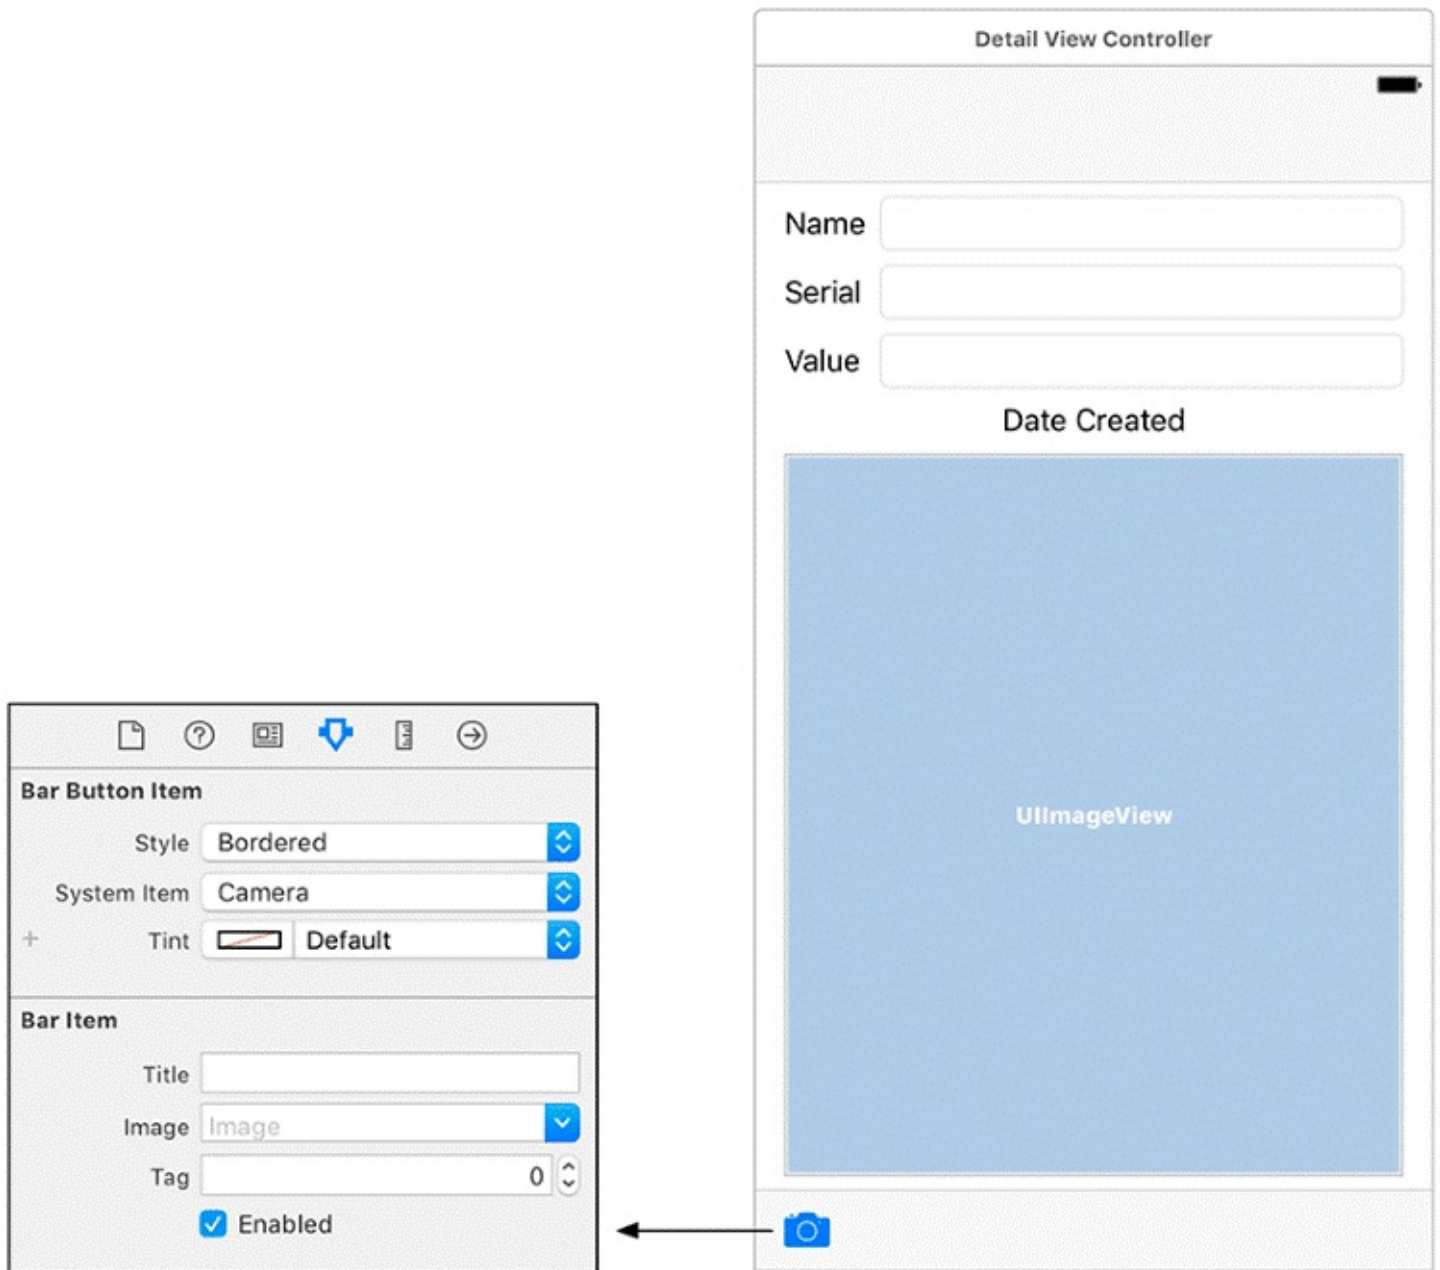 Detail View Controller
Name
Serial
Value
Date Created
UIImageView
Bar Button Item
Style Bordered
System Item Camera
+ Tint Default
Bar Item
Title
Image Image
Tag 0
Enabled